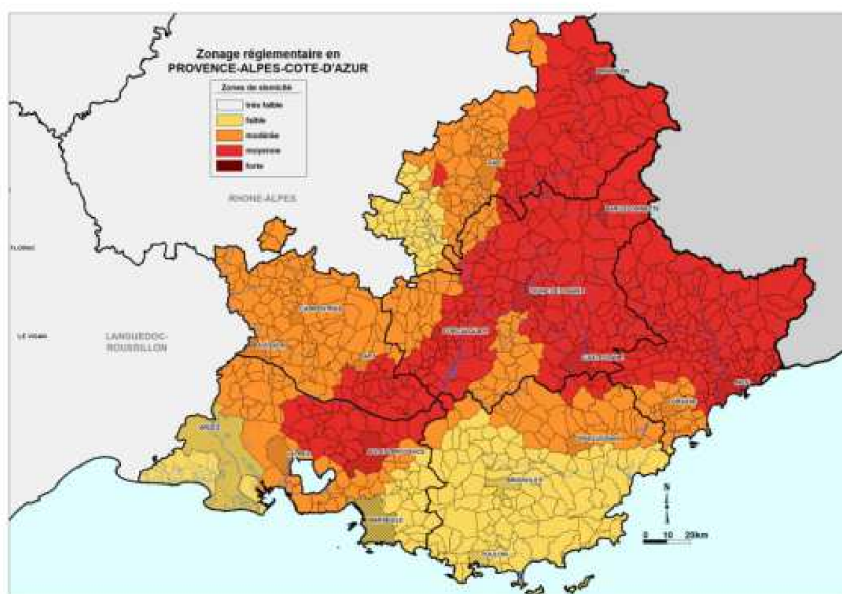 Zonage réglementaire en
PROVENCE-ALPES-COTE-D'AZUR
Zones de sismicité
très faible
faible
modérée
moyenne
forte
RHONE-ALPES
BRIANCON
GAP
BARCELONNETTE
FLORAC
LE VIGAN
LANGUEDOC-
ROUSSILLON
CARPENTRAS
DIGNE-LES-BAINS
FORCALQUIER
AVIGNON
APT
CASTELLANE
NICE
GRASSE
ARLES
ISTRES
AIX-EN-PROVENCE
DRAGUIGNAN
BRIGNOLES
MARSEILLE
TOULON
N
0 10 20km